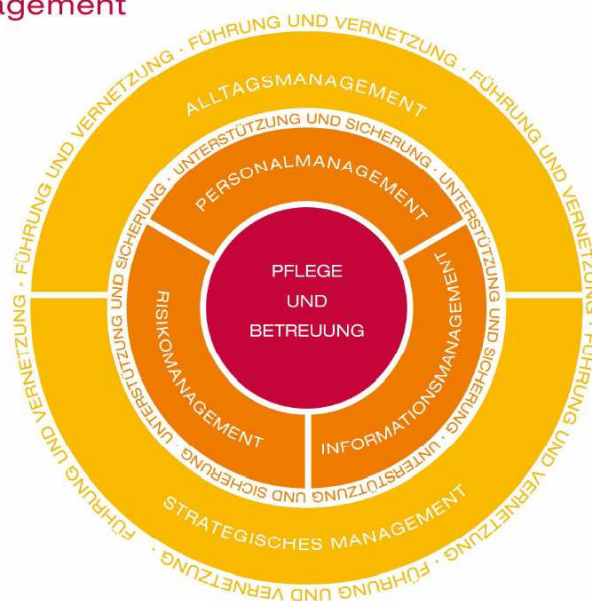 agement
FÜHRUNG UND VERNETZUNG · FÜHRUNG UND VERNETZUNG · FÜHRUNG UND VERNETZUNG · FÜHRUNG UND VERNETZUNG · FÜHRUNG UND VERNETZUNG · FÜHRUNG UND VERNETZUNG · FÜHRUNG UND VERNETZUNG ·
ALLTAGSMANAGEMENT
UNTERSTÜTZUNG UND SICHERUNG · UNTERSTÜTZUNG UND SICHERUNG · UNTERSTÜTZUNG UND SICHERUNG · UNTERSTÜTZUNG UND SICHERUNG ·
PERSONALMANAGEMENT
PFLEGE
UND
BETREUUNG
RISIKOMANAGEMENT
INFORMATIONSMANAGEMENT
STRATEGISCHES MANAGEMENT